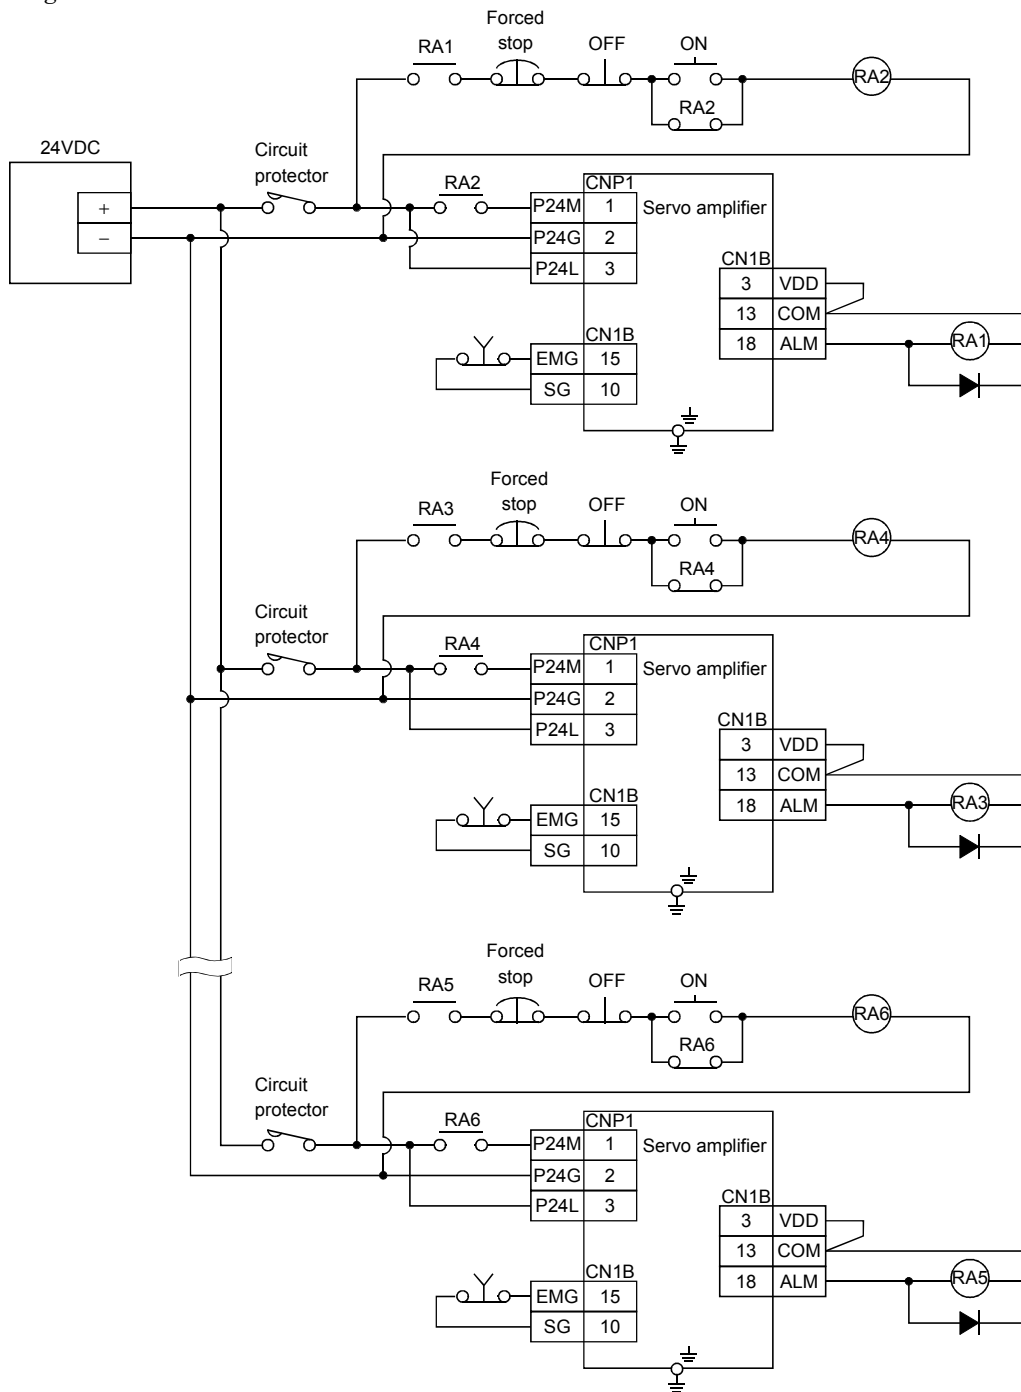 Forced
stop
RA1
OFF
ON
RA2
RA2
24VDC
+
−
Circuit
protector
RA2
CNP1
P24M 1
P24G 2
P24L 3
Servo amplifier
CN1B
3 VDD
13 COM
18 ALM
RA1
CN1B
EMG 15
SG 10
Forced
stop
RA3
OFF
ON
RA4
RA4
Circuit
protector
RA4
CNP1
P24M 1
P24G 2
P24L 3
Servo amplifier
CN1B
3 VDD
13 COM
18 ALM
RA3
CN1B
EMG 15
SG 10
Forced
stop
RA5
OFF
ON
RA6
RA6
Circuit
protector
RA6
CNP1
P24M 1
P24G 2
P24L 3
Servo amplifier
CN1B
3 VDD
13 COM
18 ALM
RA5
CN1B
EMG 15
SG 10